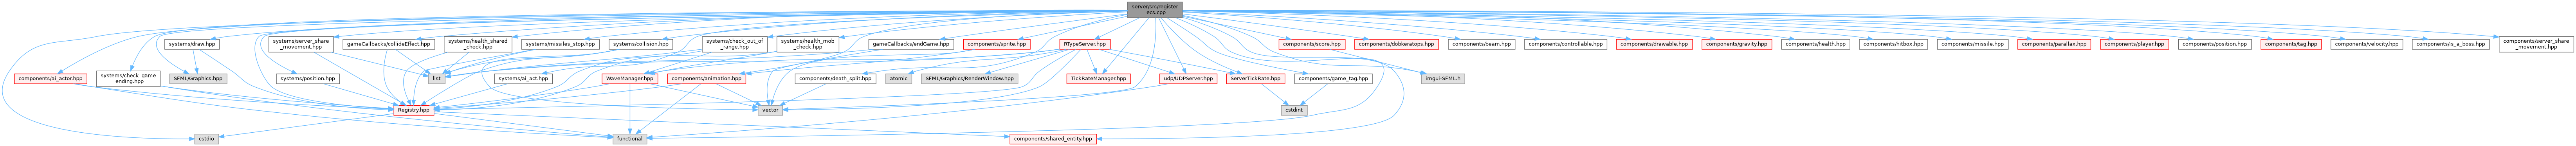 server/src/register
_ecs.cpp
systems/draw.hpp
systems/server_share
_movement.hpp
gameCallbacks/collideEffect.hpp
systems/health_shared
_check.hpp
systems/missiles_stop.hpp
systems/collision.hpp
systems/check_out_of
_range.hpp
systems/health_mob
_check.hpp
gameCallbacks/endGame.hpp
components/sprite.hpp
RTypeServer.hpp
components/score.hpp
components/dobkeratops.hpp
components/beam.hpp
components/controllable.hpp
components/drawable.hpp
components/gravity.hpp
components/health.hpp
components/hitbox.hpp
components/missile.hpp
components/parallax.hpp
components/player.hpp
components/position.hpp
components/tag.hpp
components/velocity.hpp
components/is_a_boss.hpp
components/server_share
_movement.hpp
components/ai_actor.hpp
systems/check_game
_ending.hpp
SFML/Graphics.hpp
systems/position.hpp
list
systems/ai_act.hpp
WaveManager.hpp
components/animation.hpp
components/death_split.hpp
atomic
SFML/Graphics/RenderWindow.hpp
TickRateManager.hpp
udp/UDPServer.hpp
ServerTickRate.hpp
components/game_tag.hpp
imgui-SFML.h
Registry.hpp
vector
cstdint
cstdio
functional
components/shared_entity.hpp